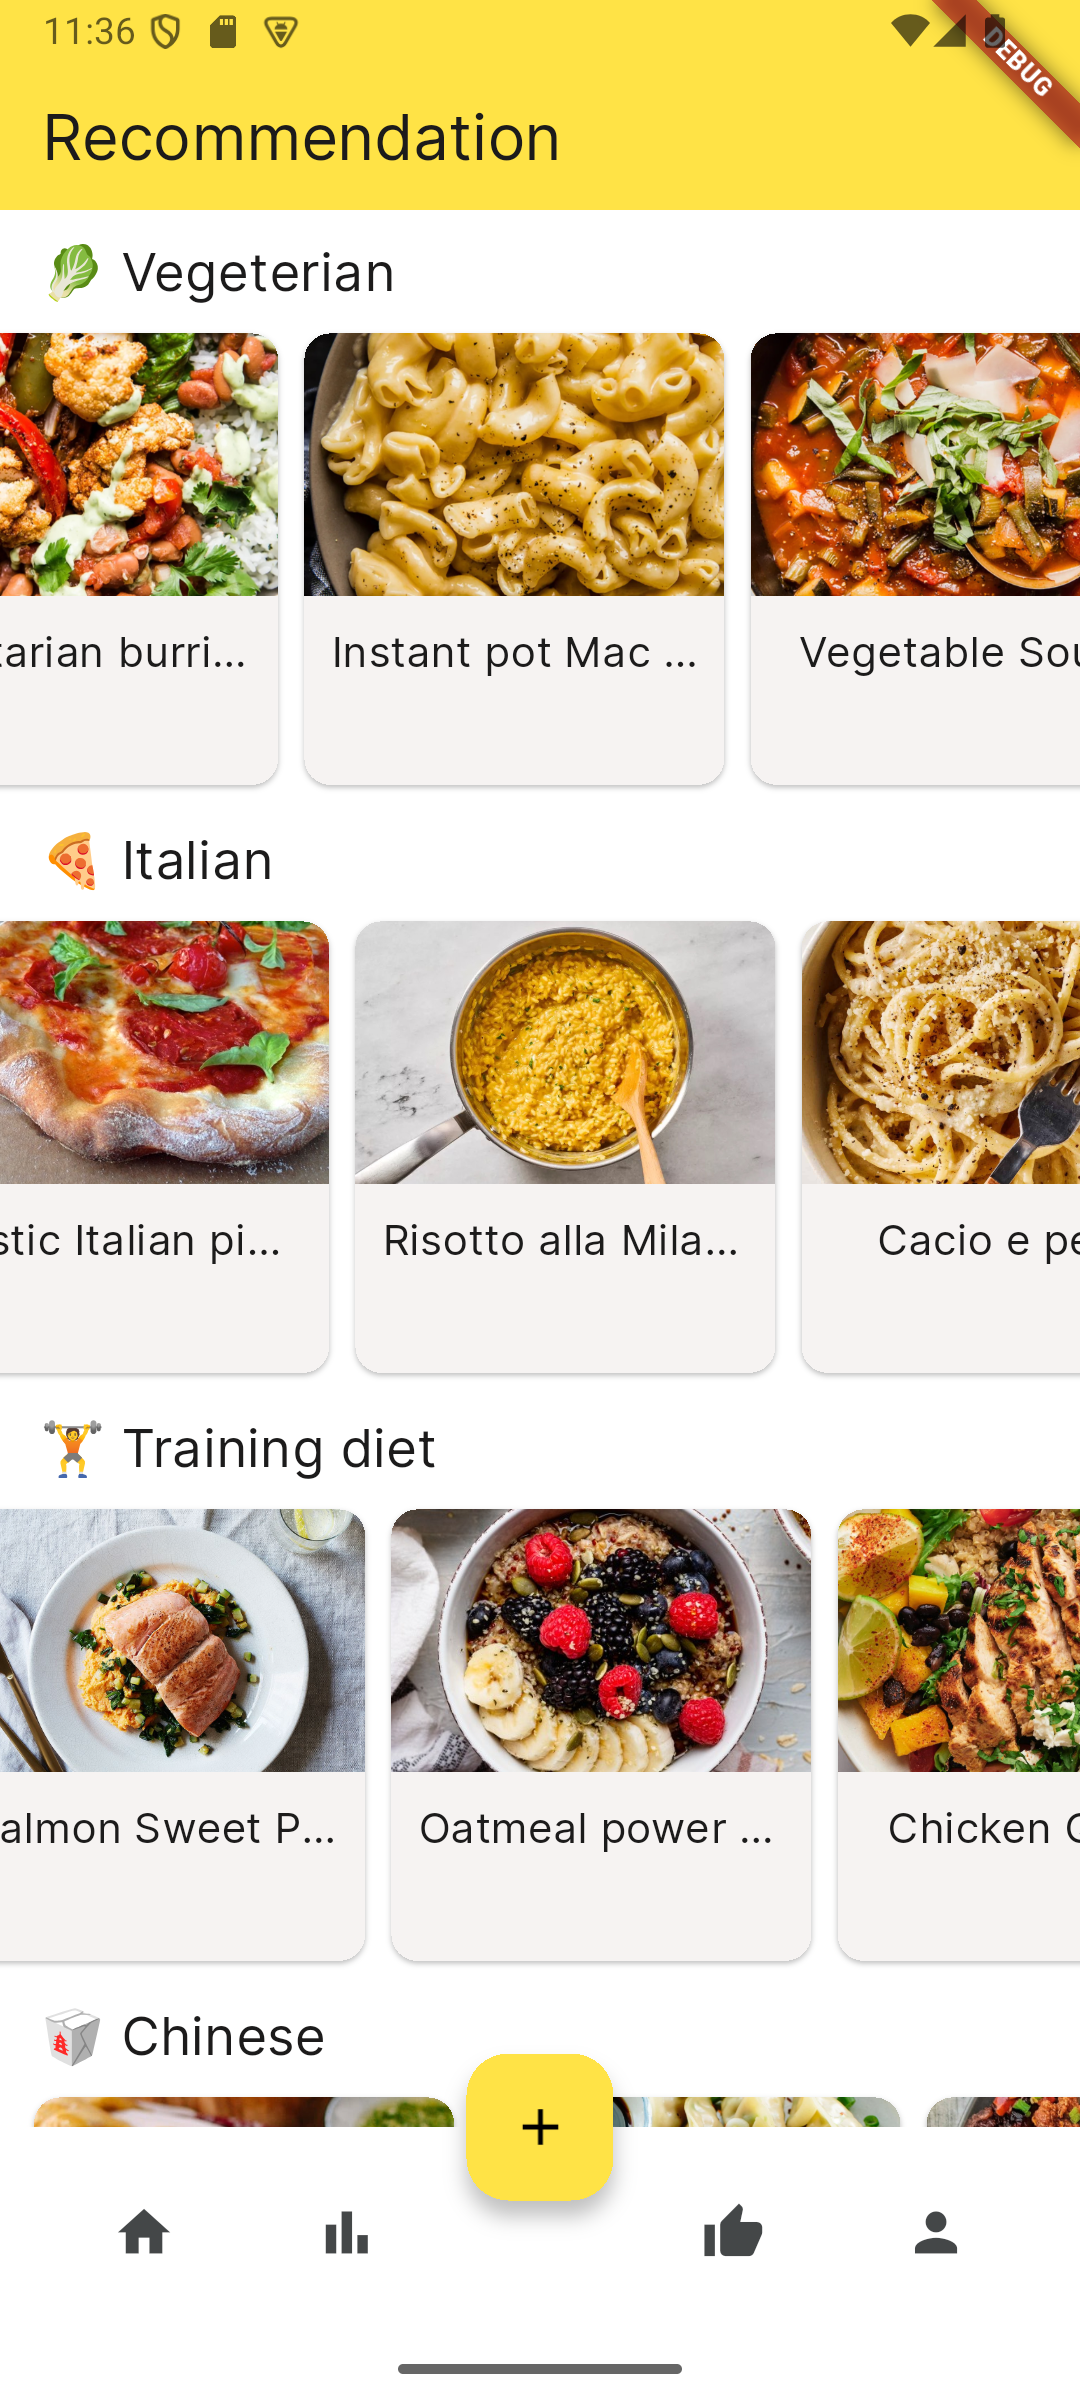 11:36
DEBUG
Recommendation
Vegeterian
tarian burri...
Instant pot Mac ...
Vegetable Sou
Italian
stic Italian pi...
Risotto alla Mila...
Cacio e pe
Training diet
almon Sweet P...
Oatmeal power ...
Chicken Q
Chinese